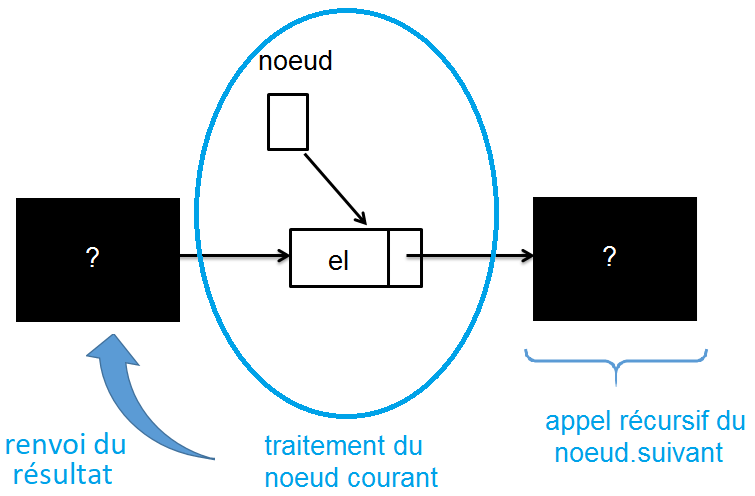 noeud
?
el
?
renvoi du
résultat
traitement du
noeud courant
appel récursif du
noeud.suivant